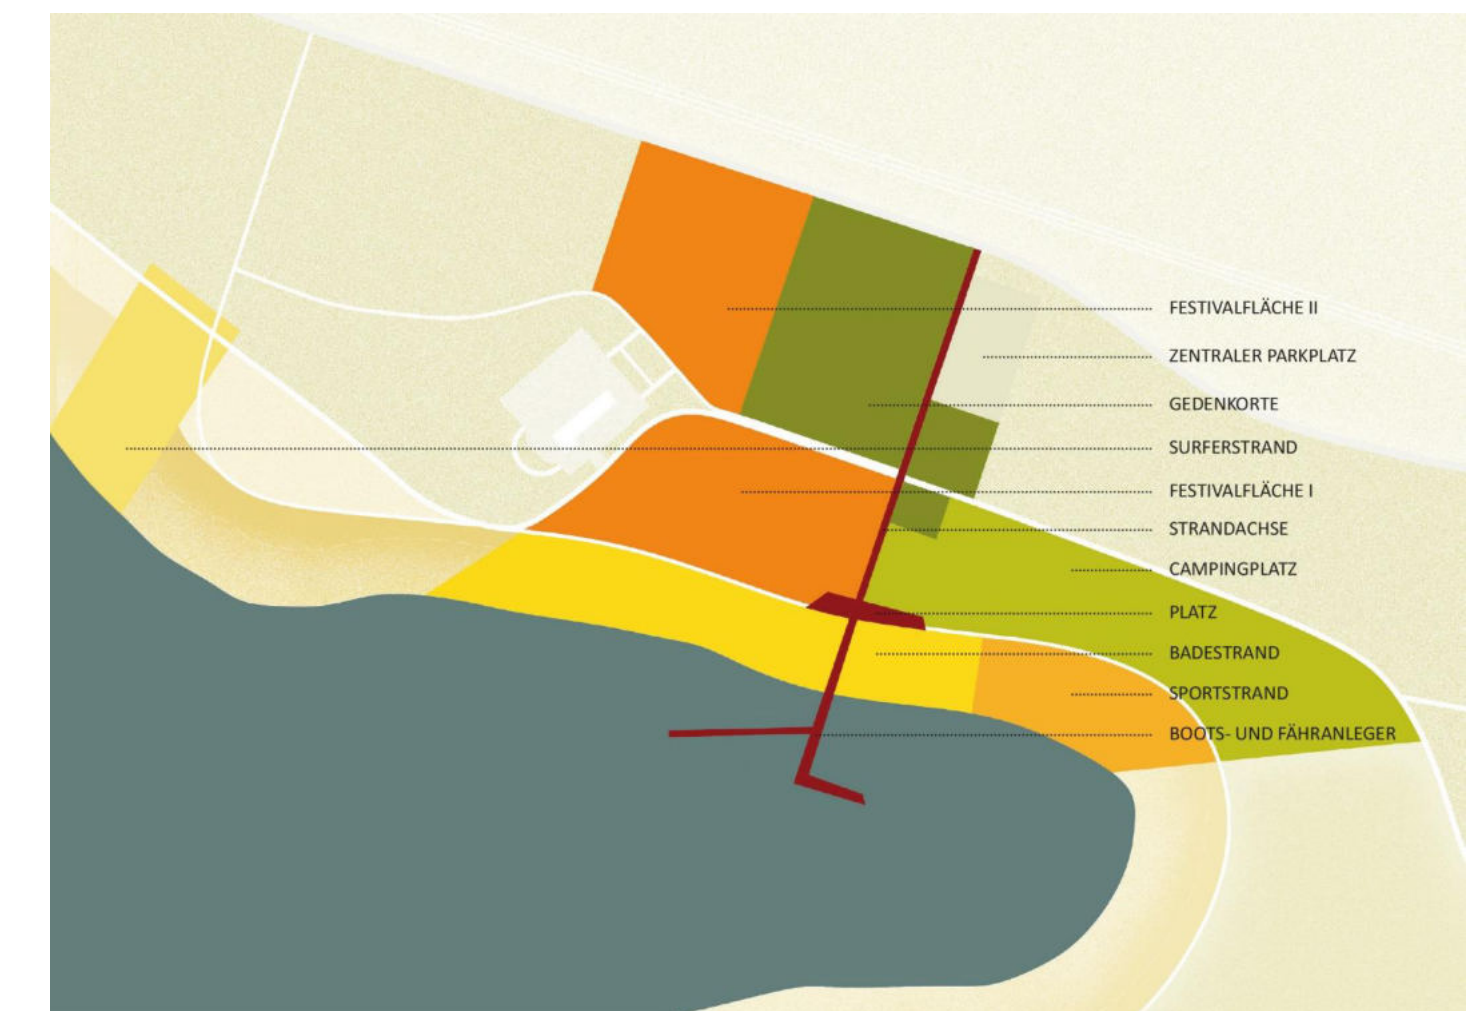 FESTIVALFLÄCHE II
ZENTRALER PARKPLATZ
GEDENKORTE
SURFERSTRAND
FESTIVALFLÄCHE I
STRANDACHSE
CAMPINGPLATZ
PLATZ
BADESTRAND
SPORTSTRAND
BOOTS- UND FÄHRANLEGER